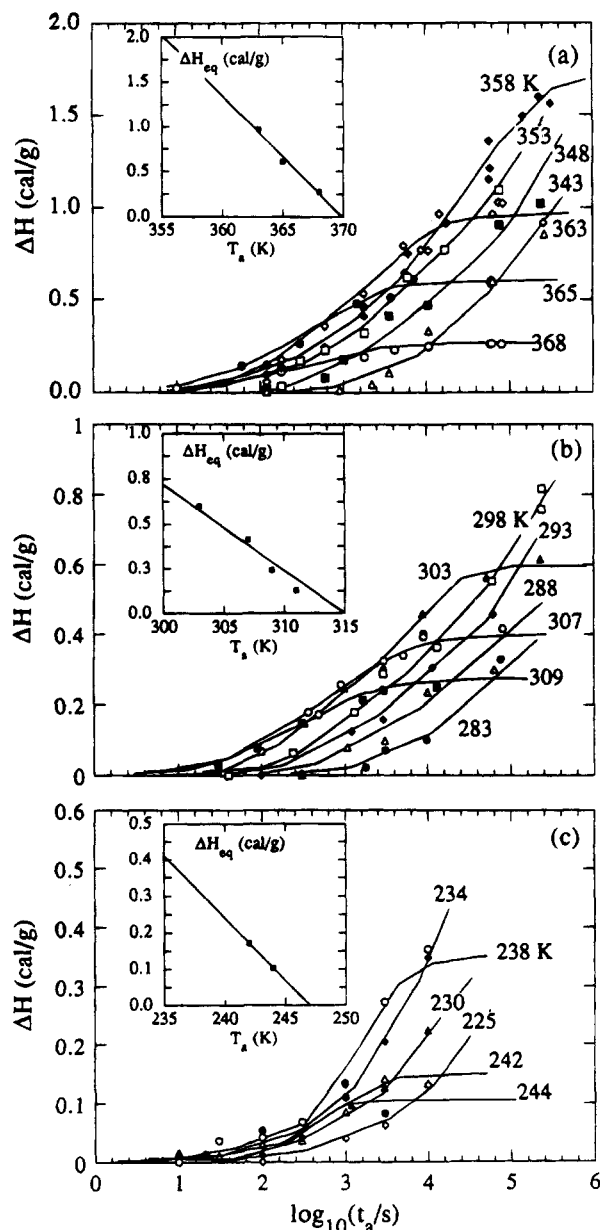 2.0
1.5
1.0
0.5
0.0
ΔH (cal/g)
2.0
1.5
1.0
0.5
0.0
ΔH_eq (cal/g)
355 360 365 370
T_a (K)
(a)
358 K
353
348
343
363
365
368
1
0.8
0.6
0.4
0.2
0
ΔH (cal/g)
1.0
0.8
0.5
0.3
0.0
ΔH_eq (cal/g)
300 305 310 315
T_a (K)
(b)
298 K
293
303
288
307
309
283
0.6
0.5
0.4
0.3
0.2
0.1
0
ΔH (cal/g)
0.5
0.4
0.3
0.2
0.1
0.0
ΔH_eq (cal/g)
235 240 245 250
T_a (K)
(c)
234
238 K
230
225
242
244
0 1 2 3 4 5 6
log₁₀(t_a/s)